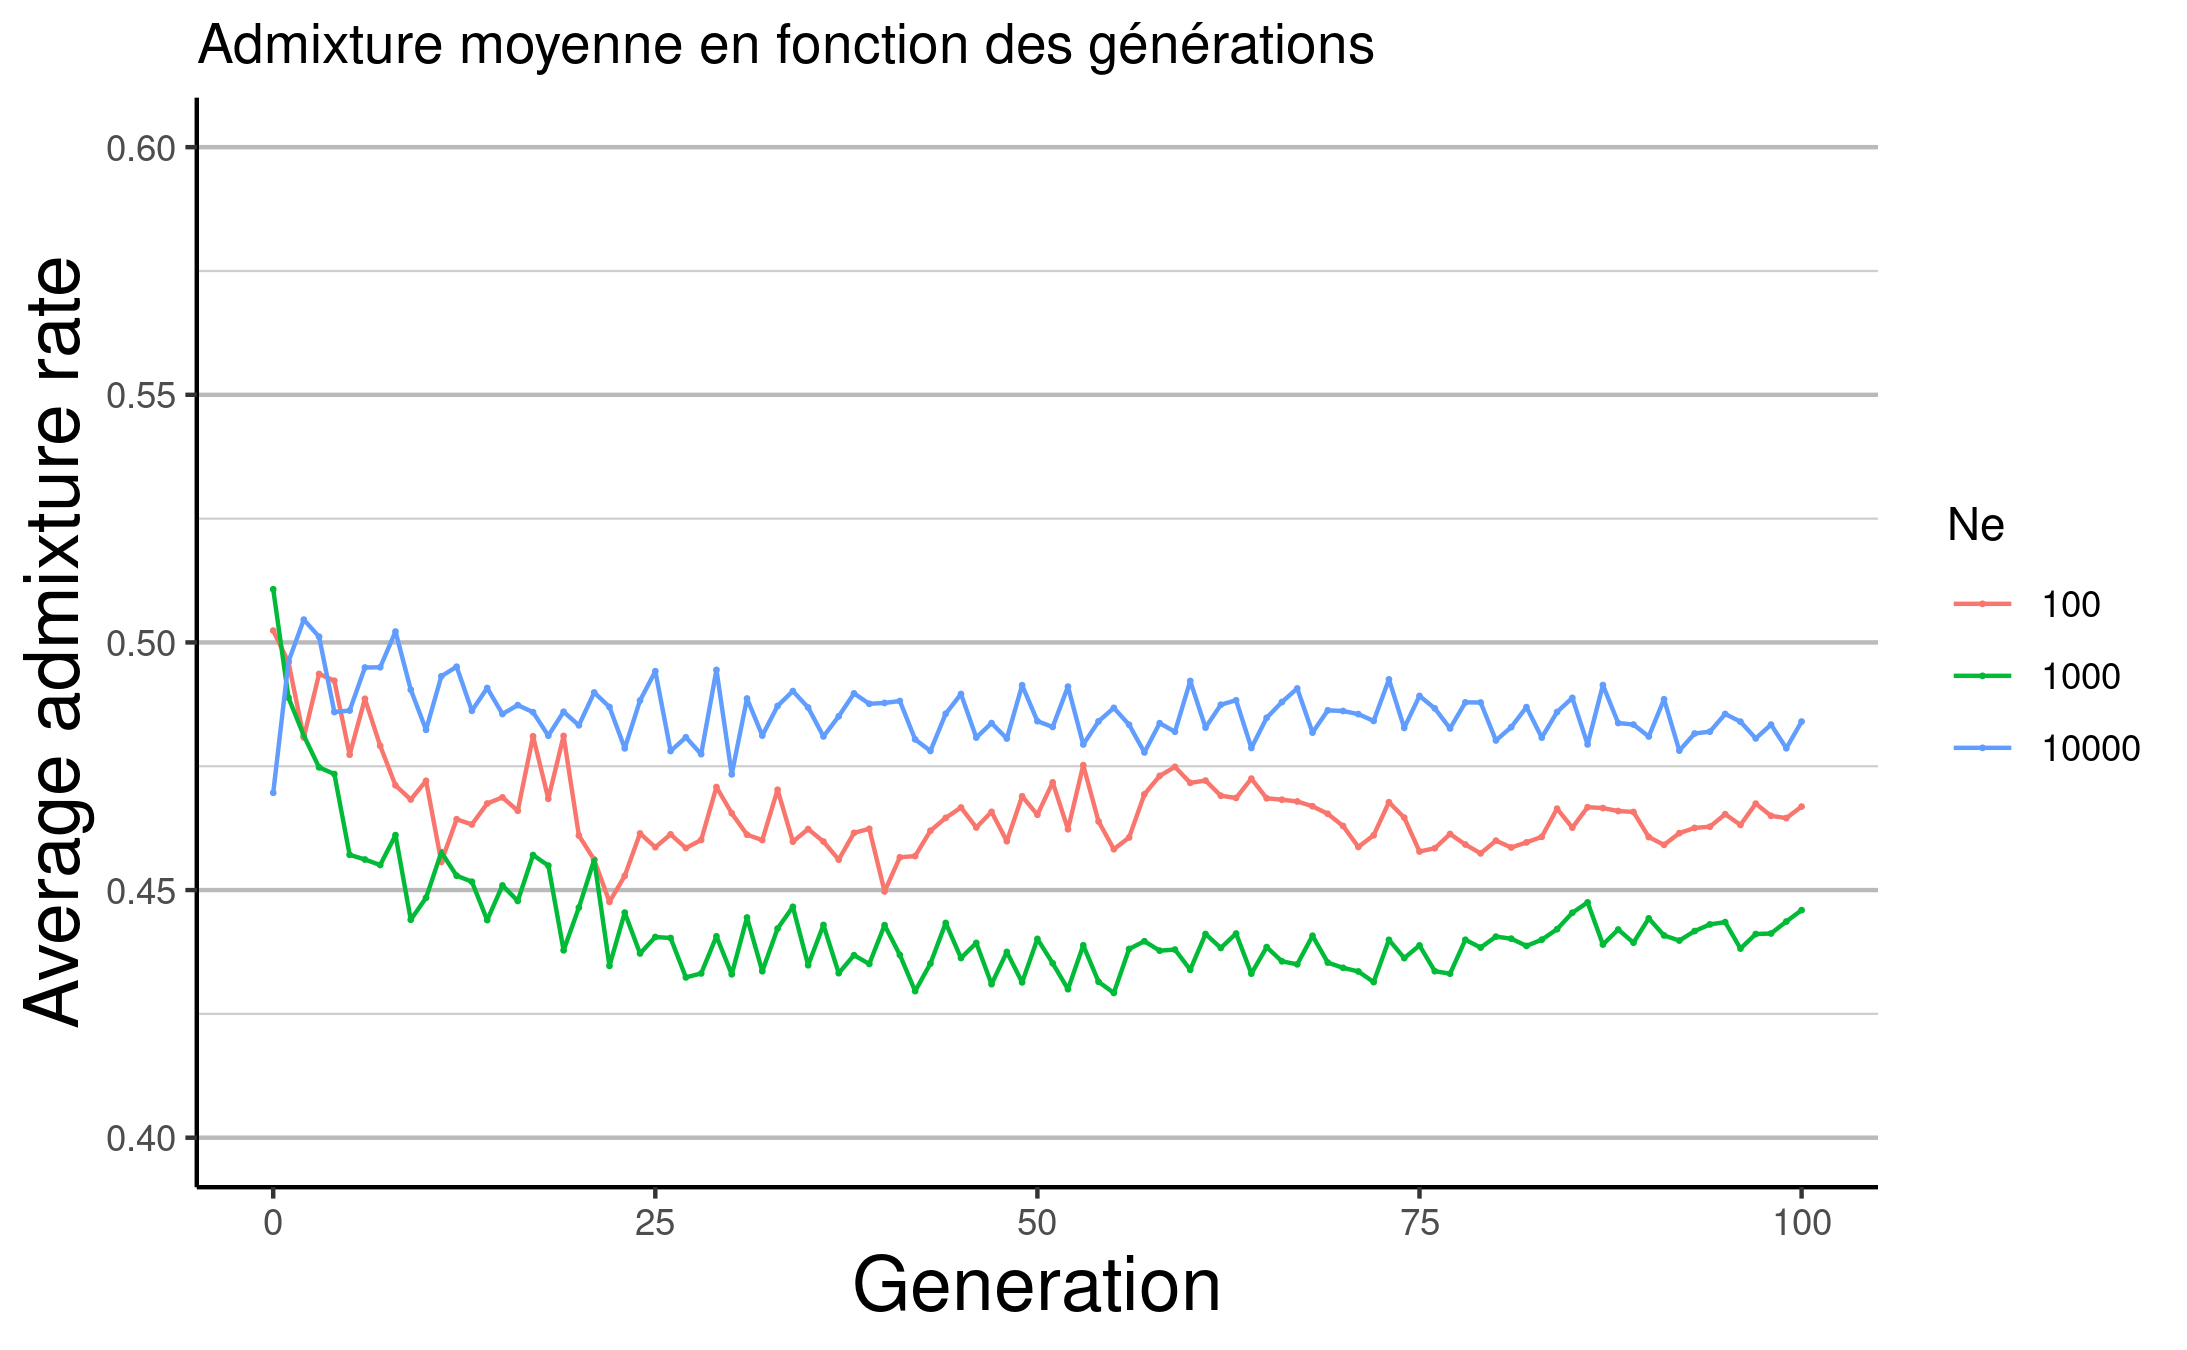 Admixture moyenne en fonction des générations
Average admixture rate
0.60
0.55
0.50
0.45
0.40
0 25 50 75 100
Generation
Ne
100
1000
10000